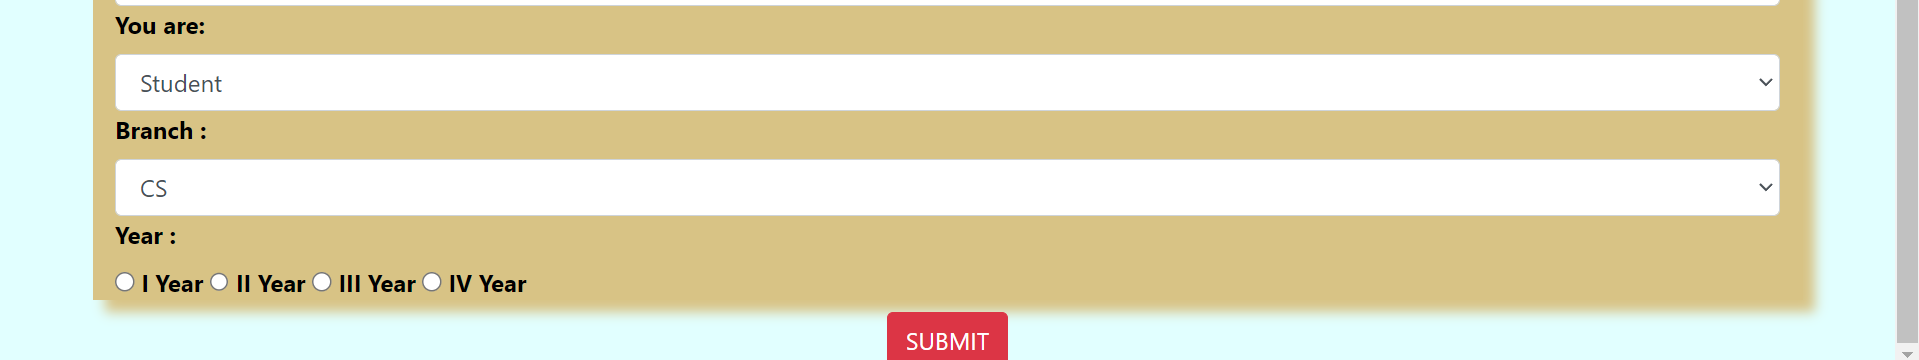 You are:
Student
Branch :
CS
Year :
I Year II Year III Year IV Year
SUBMIT